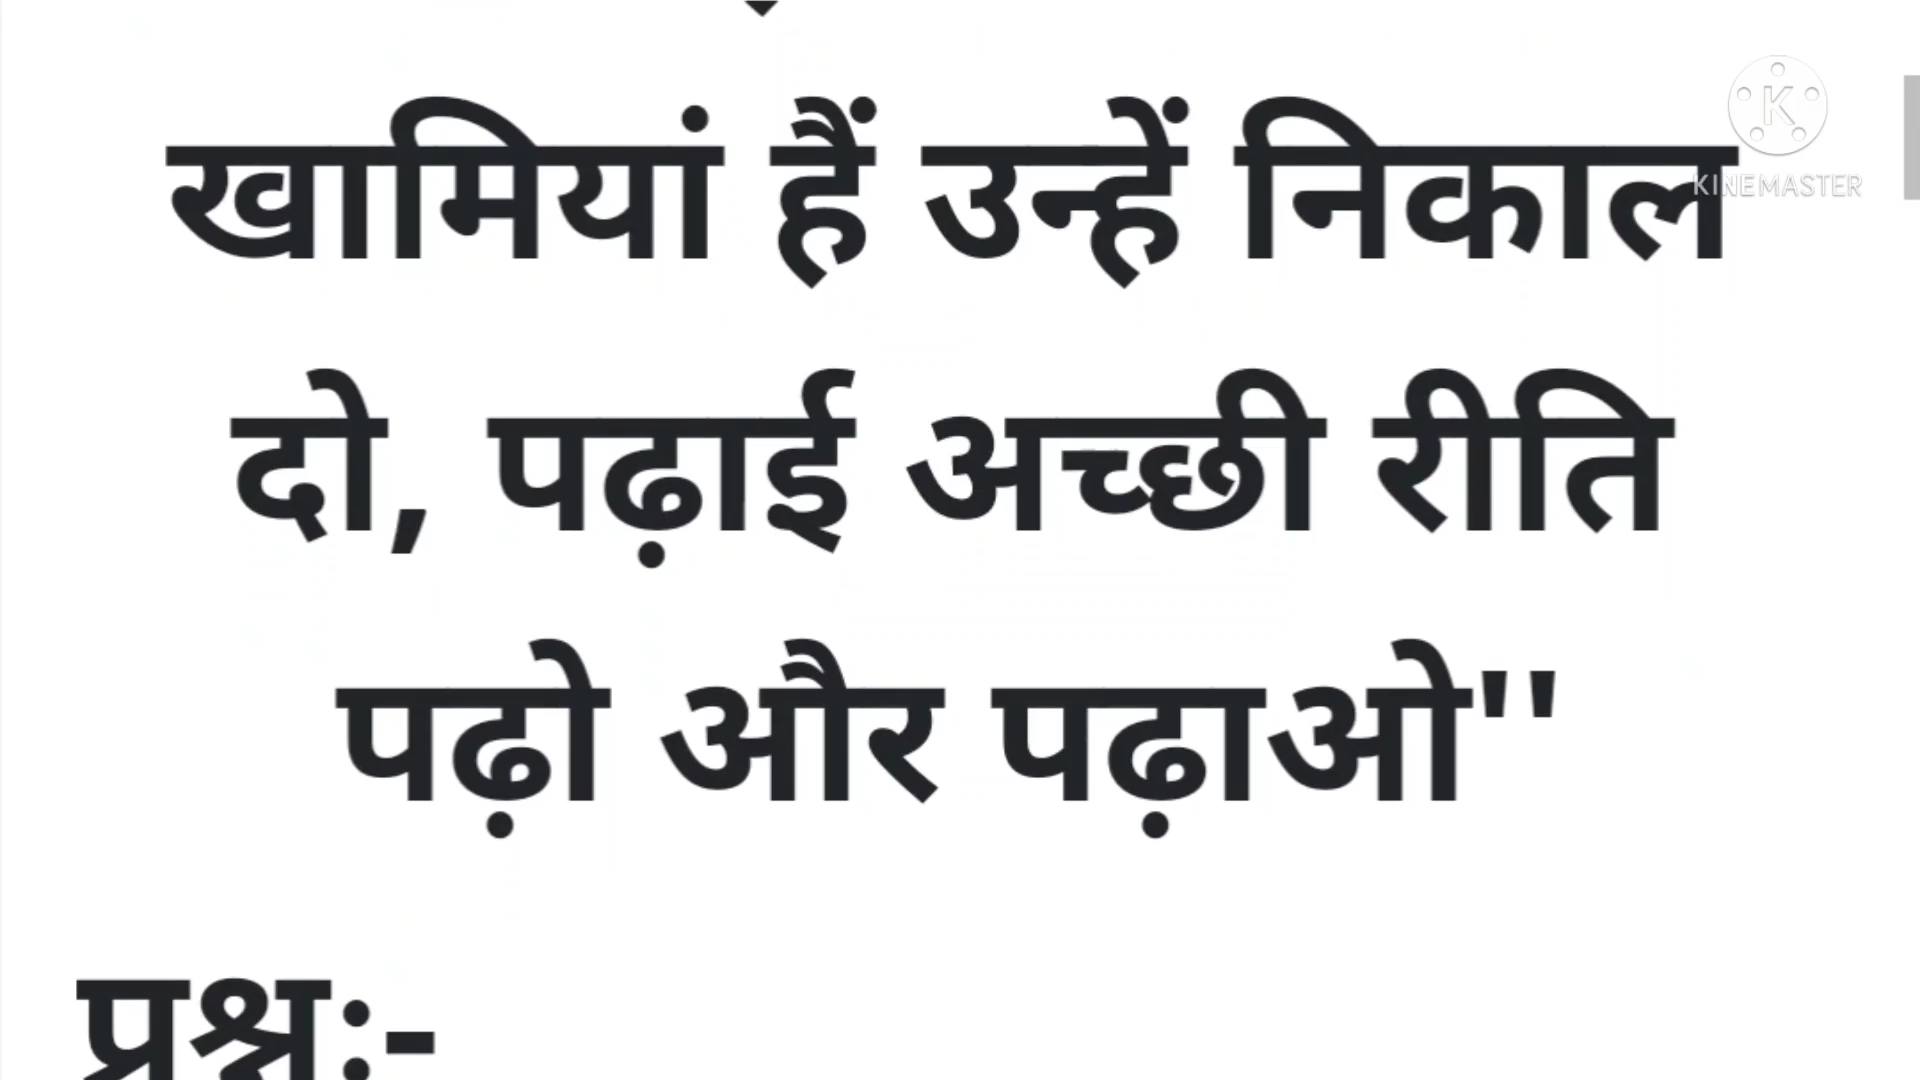 खामियां हैं उन्हें निकाल
KINEMASTER
दो, पढ़ाई अच्छी रीति
पढ़ो और पढ़ाओ''
प्रश्नः-